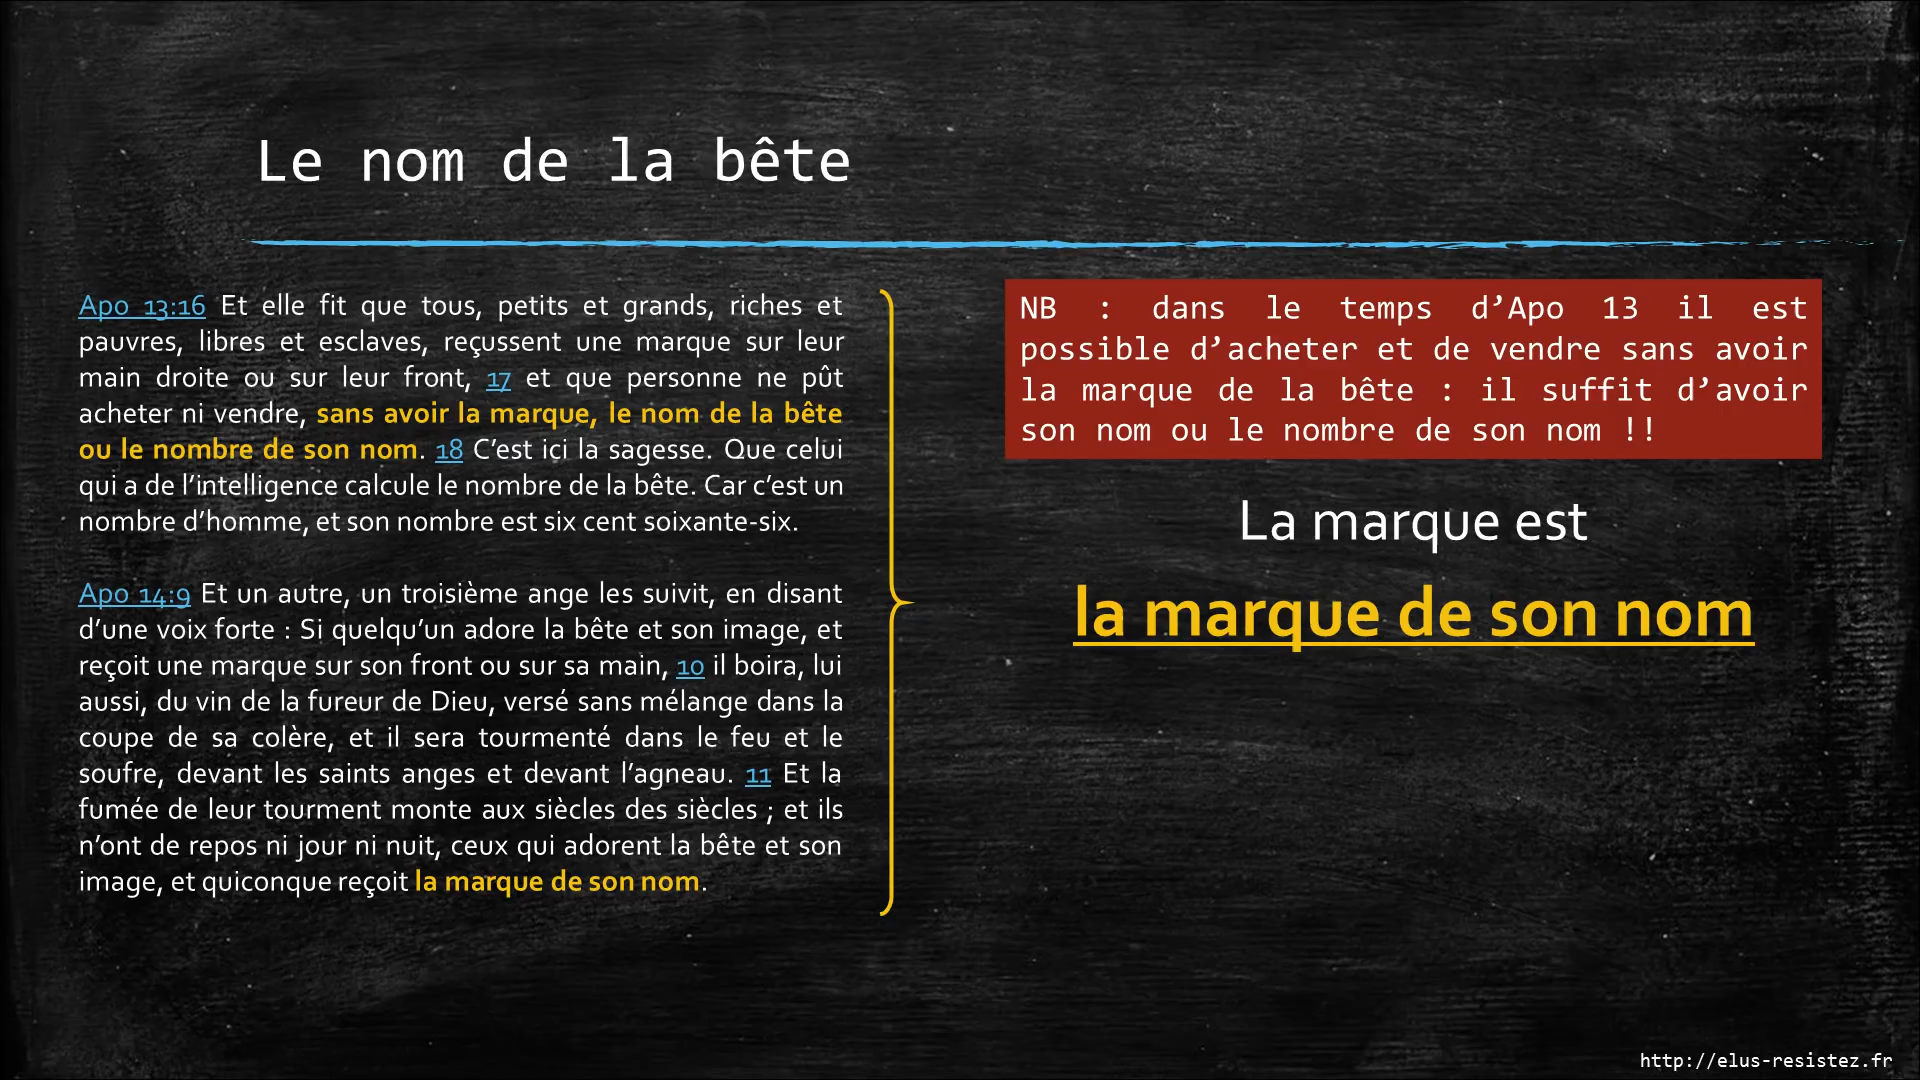 Le nom de la bête
Apo 13:16 Et elle fit que tous, petits et grands, riches et
pauvres, libres et esclaves, reçussent une marque sur leur
main droite ou sur leur front, 17 et que personne ne pût
acheter ni vendre, sans avoir la marque, le nom de la bête
ou le nombre de son nom. 18 C’est ici la sagesse. Que celui
qui a de l’intelligence calcule le nombre de la bête. Car c’est un
nombre d’homme, et son nombre est six cent soixante-six.
Apo 14:9 Et un autre, un troisième ange les suivit, en disant
d’une voix forte : Si quelqu’un adore la bête et son image, et
reçoit une marque sur son front ou sur sa main, 10 il boira, lui
aussi, du vin de la fureur de Dieu, versé sans mélange dans la
coupe de sa colère, et il sera tourmenté dans le feu et le
soufre, devant les saints anges et devant l’agneau. 11 Et la
fumée de leur tourment monte aux siècles des siècles ; et ils
n’ont de repos ni jour ni nuit, ceux qui adorent la bête et son
image, et quiconque reçoit la marque de son nom.
NB : dans le temps d’Apo 13 il est
possible d’acheter et de vendre sans avoir
la marque de la bête : il suffit d’avoir
son nom ou le nombre de son nom !!
La marque est
la marque de son nom
http://elus-resistez.fr